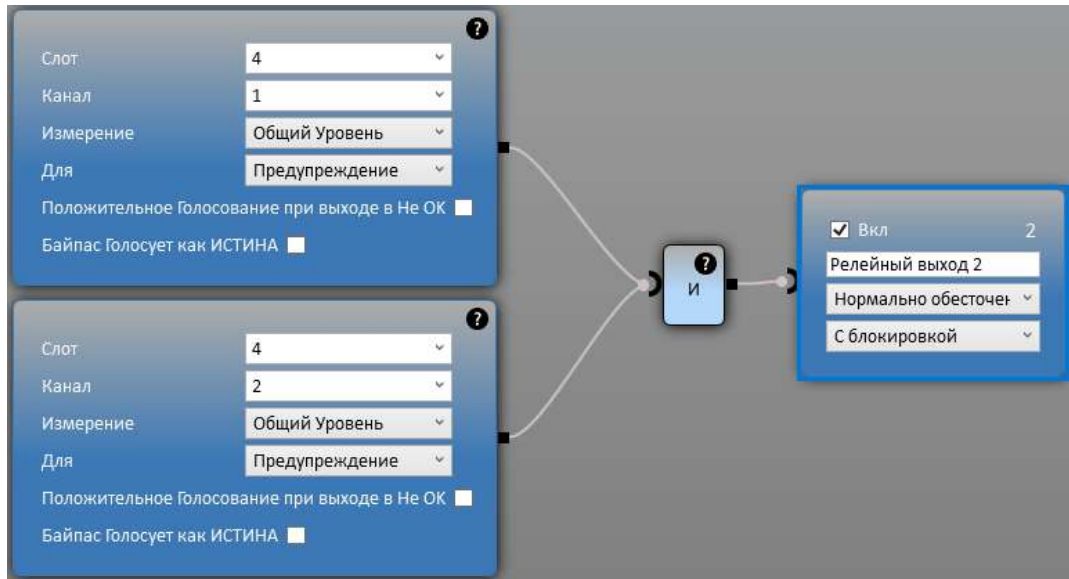 ?
Слот 4
Канал 1
Измерение Общий Уровень
Для Предупреждение
Положительное Голосование при выходе в Не ОК
Байпас Голосует как ИСТИНА
?
Слот 4
Канал 2
Измерение Общий Уровень
Для Предупреждение
Положительное Голосование при выходе в Не ОК
Байпас Голосует как ИСТИНА
?
И
Вкл 2
Релейный выход 2
Нормально обесточен
С блокировкой